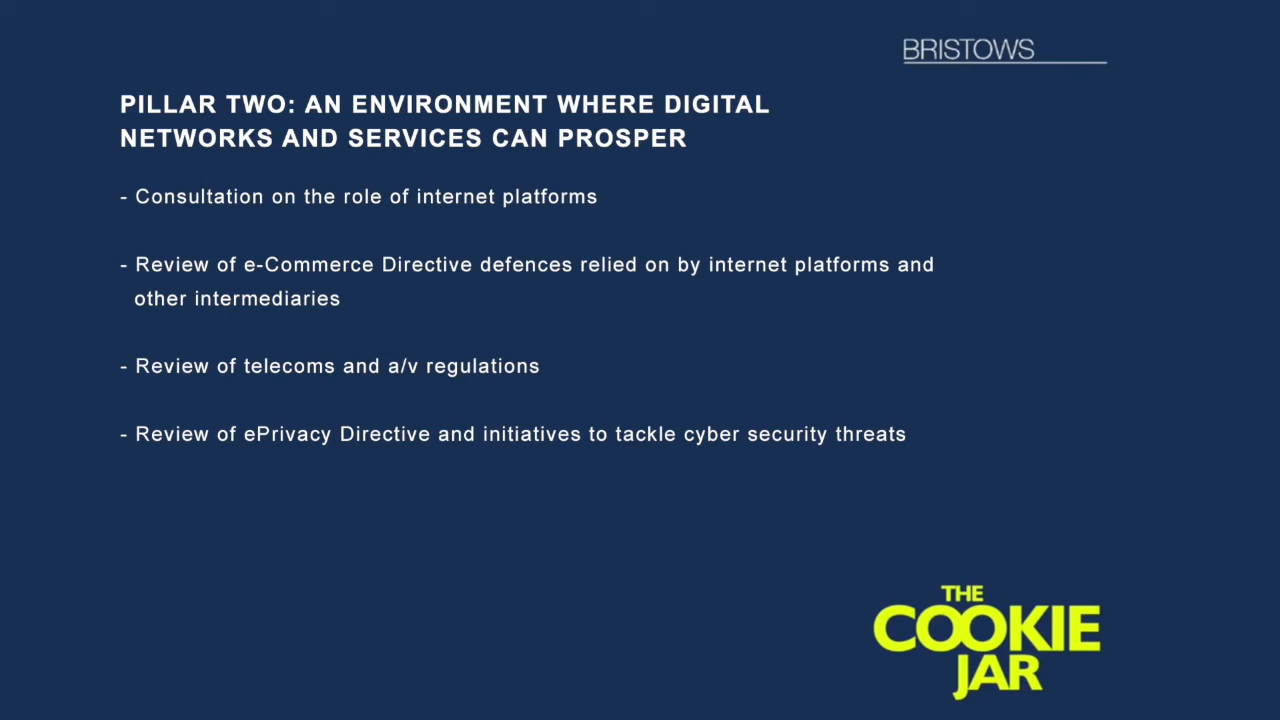 BRISTOWS
PILLAR TWO: AN ENVIRONMENT WHERE DIGITAL
NETWORKS AND SERVICES CAN PROSPER
- Consultation on the role of internet platforms
- Review of e-Commerce Directive defences relied on by internet platforms and
other intermediaries
- Review of telecoms and a/v regulations
- Review of ePrivacy Directive and initiatives to tackle cyber security threats
THE
COOKIE
JAR